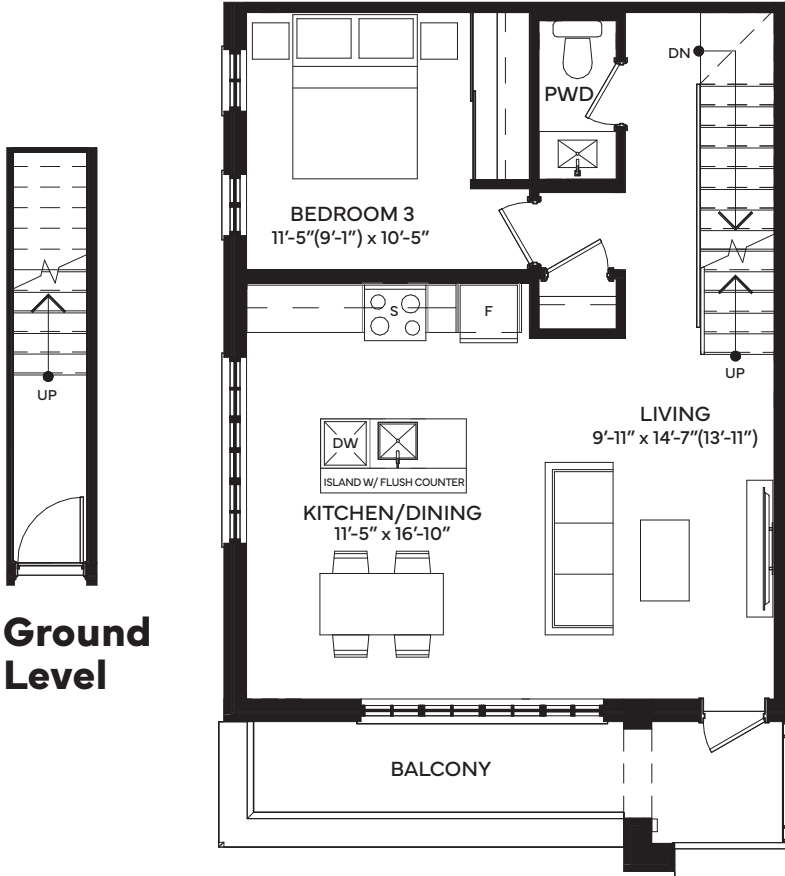 DN
PWD
BEDROOM 3
11'-5"(9'-1") x 10'-5"
S
F
UP
UP
LIVING
9'-11" x 14'-7"(13'-11")
DW
ISLAND W/ FLUSH COUNTER
KITCHEN/DINING
11'-5" x 16'-10"
Ground
Level
BALCONY